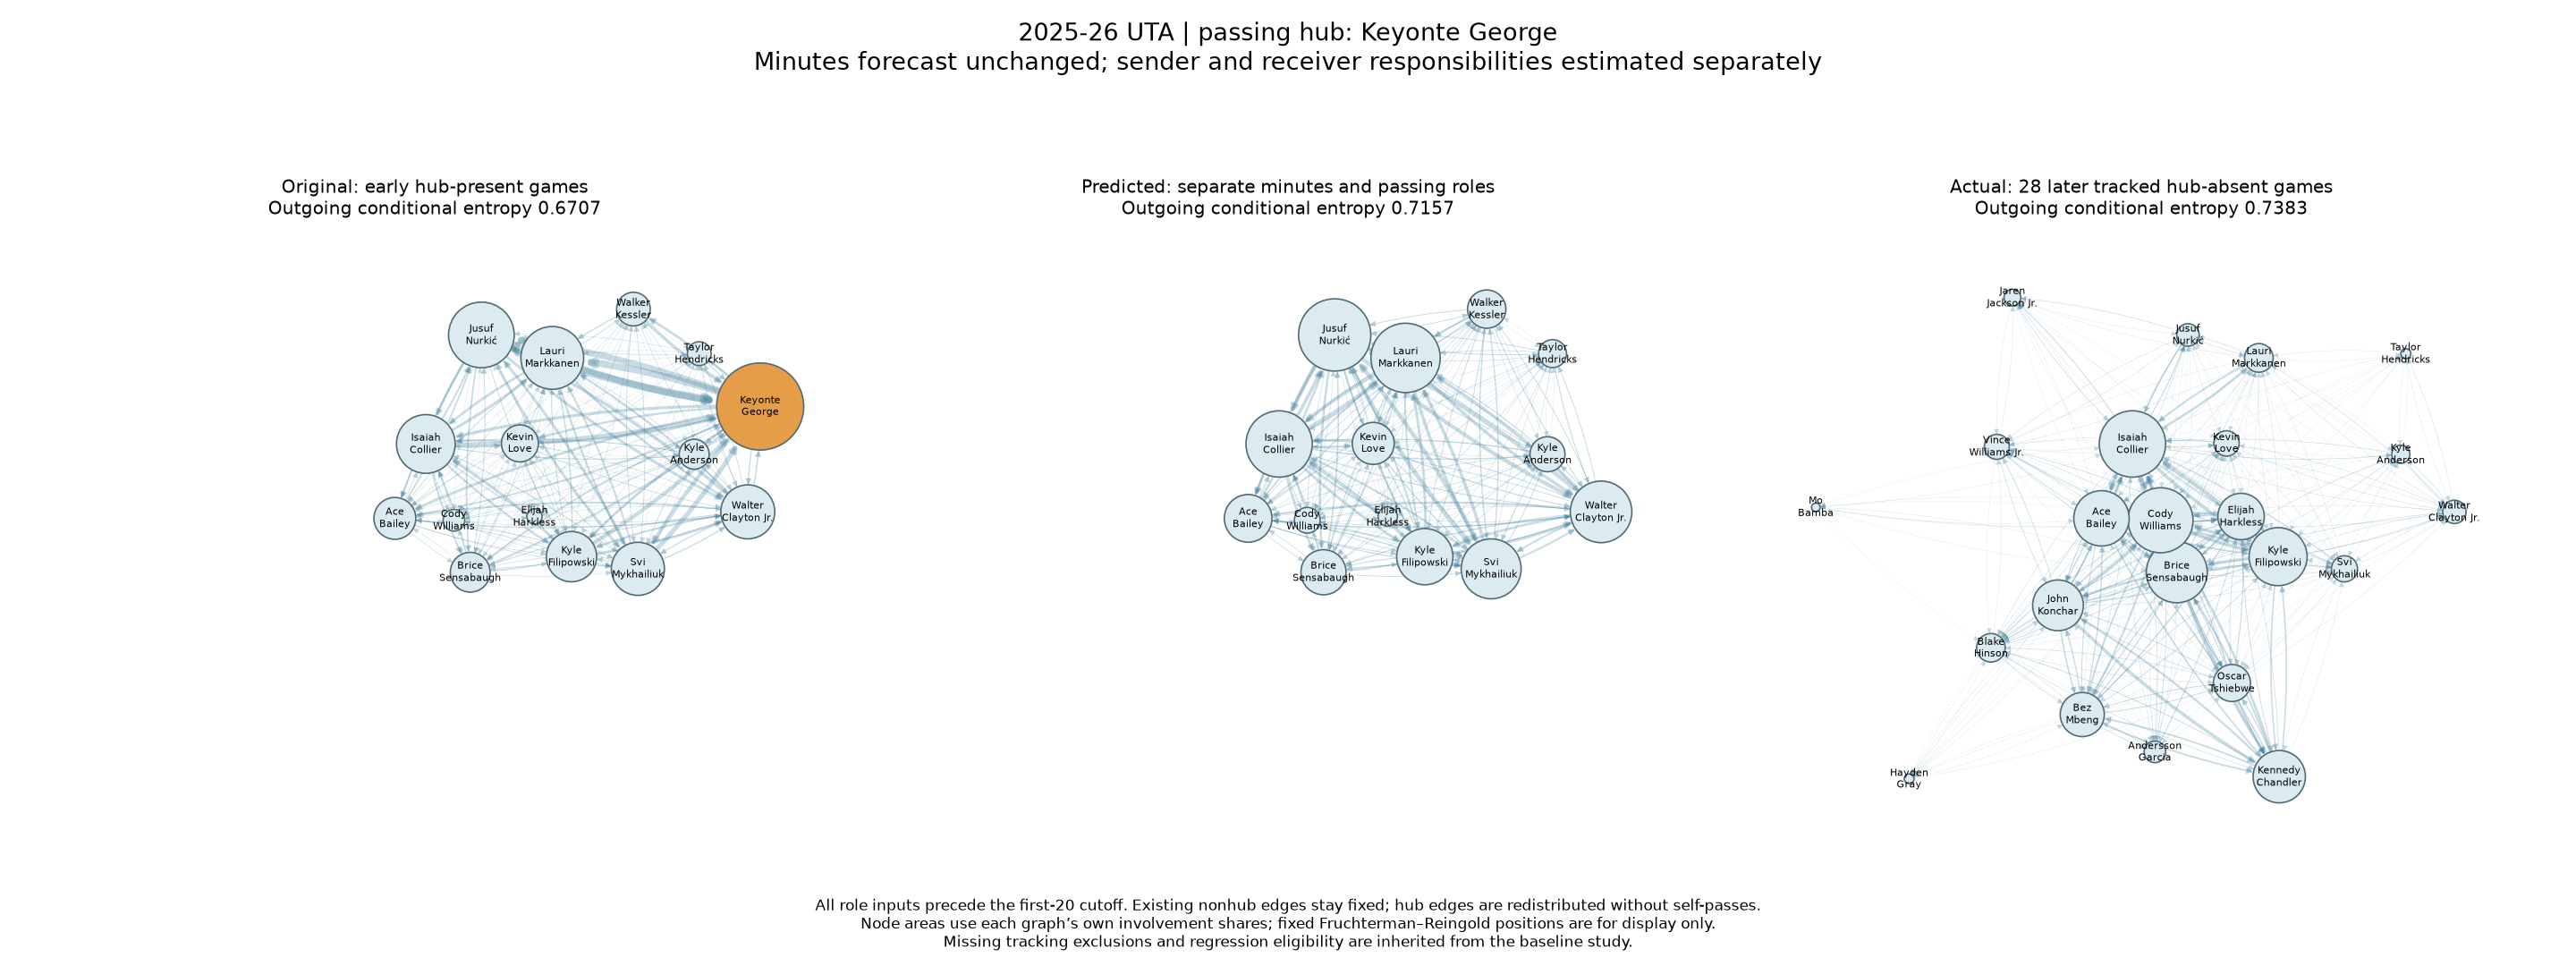 2025-26 UTA | passing hub: Keyonte George
Minutes forecast unchanged; sender and receiver responsibilities estimated separately
Original: early hub-present games
Outgoing conditional entropy 0.6707
Walker
Kessler
Jusuf
Nurkić
Lauri
Markkanen
Taylor
Hendricks
Keyonte
George
Isaiah
Collier
Kevin
Love
Kyle
Anderson
Ace
Bailey
Cody
Williams
Elijah
Harkless
Walter
Clayton Jr.
Brice
Sensabaugh
Kyle
Filipowski
Svi
Mykhailiuk
Predicted: separate minutes and passing roles
Outgoing conditional entropy 0.7157
Walker
Kessler
Jusuf
Nurkić
Lauri
Markkanen
Taylor
Hendricks
Isaiah
Collier
Kevin
Love
Kyle
Anderson
Ace
Bailey
Cody
Williams
Elijah
Harkless
Walter
Clayton Jr.
Brice
Sensabaugh
Kyle
Filipowski
Svi
Mykhailiuk
Actual: 28 later tracked hub-absent games
Outgoing conditional entropy 0.7383
Jaren
Jackson Jr.
Jusuf
Nurkić
Lauri
Markkanen
Taylor
Hendricks
Vince
Williams Jr.
Isaiah
Collier
Kevin
Love
Kyle
Anderson
Mo
Bamba
Ace
Bailey
Cody
Williams
Elijah
Harkless
Walter
Clayton Jr.
Brice
Sensabaugh
Kyle
Filipowski
Svi
Mykhailiuk
John
Konchar
Blake
Hinson
Oscar
Tshiebwe
Bez
Mbeng
Andersson
Garcia
Hayden
Gray
Kennedy
Chandler
All role inputs precede the first-20 cutoff. Existing nonhub edges stay fixed; hub edges are redistributed without self-passes.
Node areas use each graph’s own involvement shares; fixed Fruchterman–Reingold positions are for display only.
Missing tracking exclusions and regression eligibility are inherited from the baseline study.